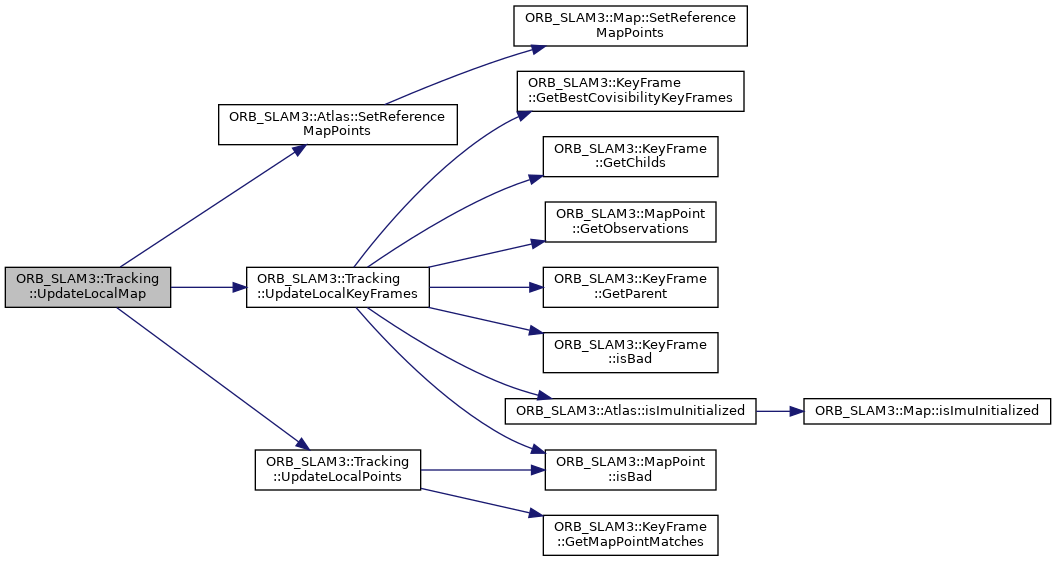 ORB_SLAM3::Map::SetReference
MapPoints
ORB_SLAM3::KeyFrame
::GetBestCovisibilityKeyFrames
ORB_SLAM3::Atlas::SetReference
MapPoints
ORB_SLAM3::KeyFrame
::GetChilds
ORB_SLAM3::MapPoint
::GetObservations
ORB_SLAM3::Tracking
::UpdateLocalMap
ORB_SLAM3::Tracking
::UpdateLocalKeyFrames
ORB_SLAM3::KeyFrame
::GetParent
ORB_SLAM3::KeyFrame
::isBad
ORB_SLAM3::Atlas::isImuInitialized
ORB_SLAM3::Map::isImuInitialized
ORB_SLAM3::Tracking
::UpdateLocalPoints
ORB_SLAM3::MapPoint
::isBad
ORB_SLAM3::KeyFrame
::GetMapPointMatches